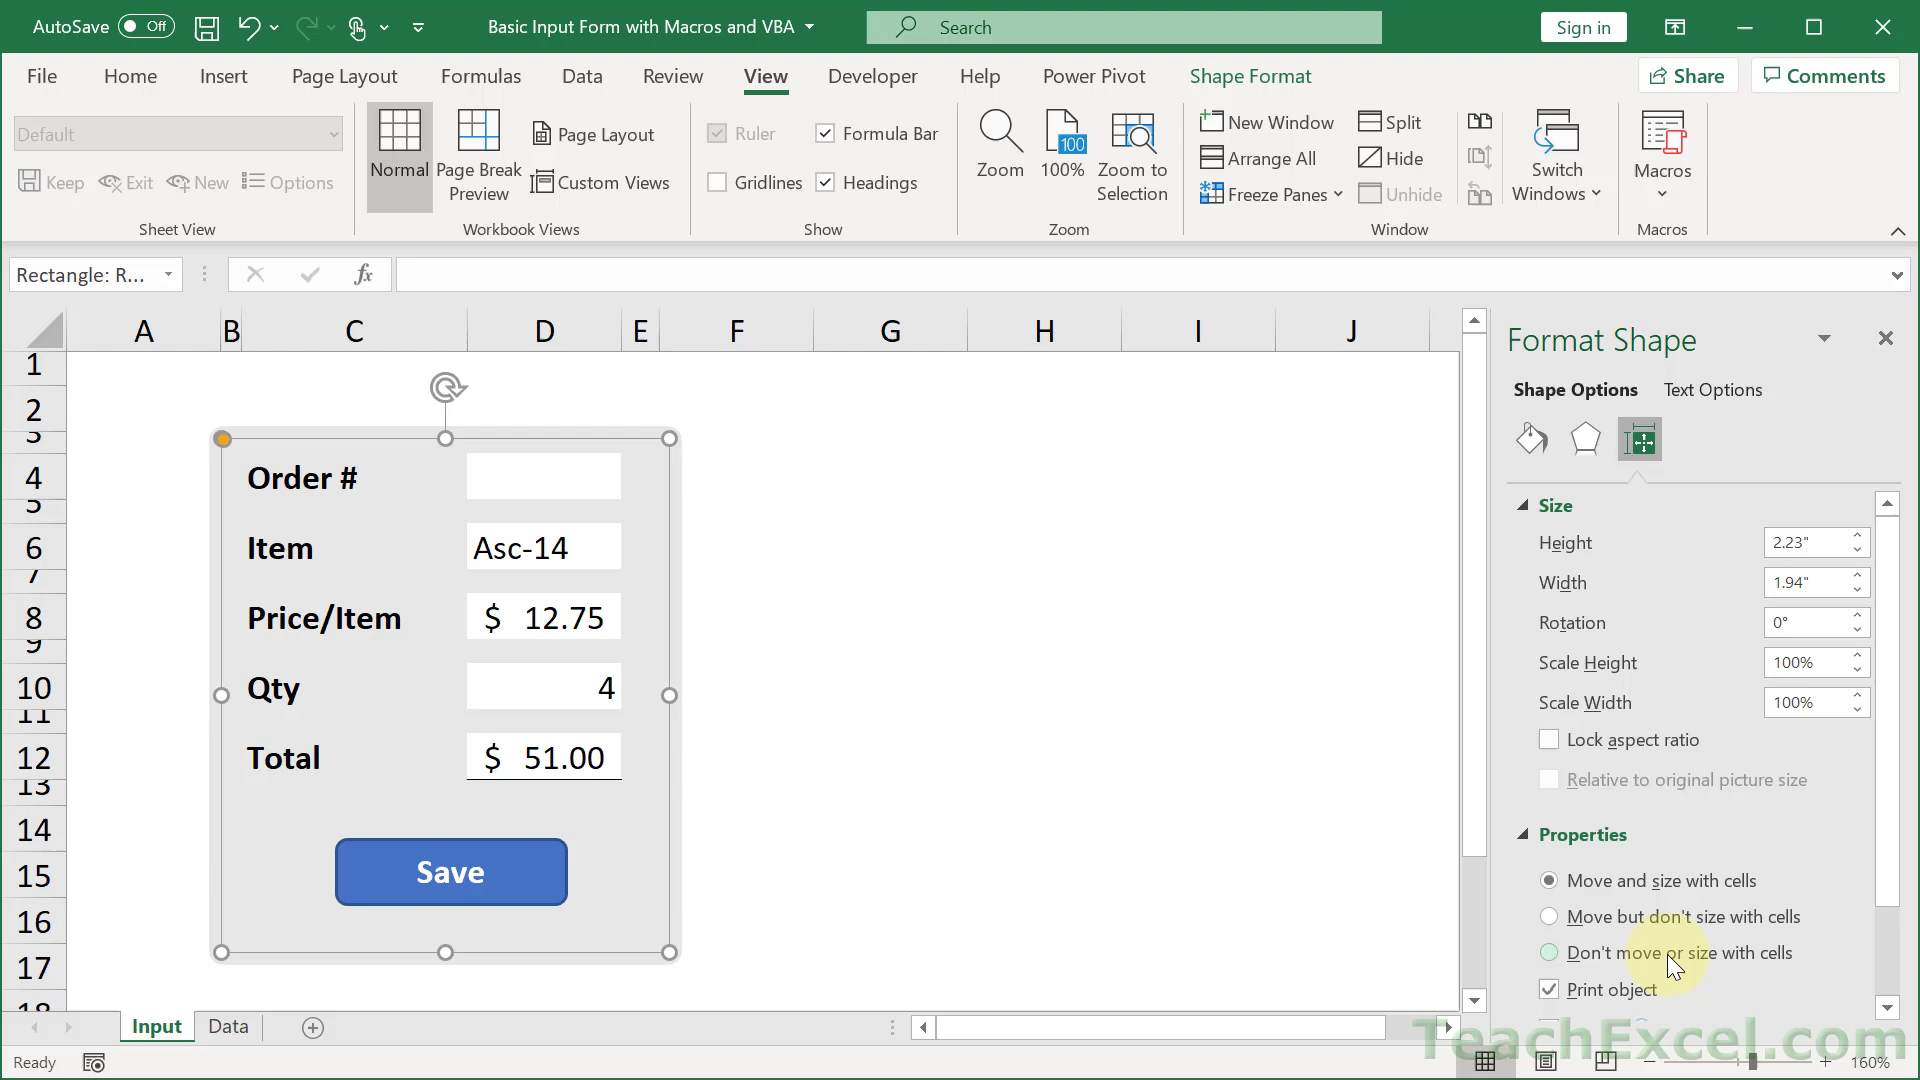 AutoSave Off Basic Input Form with Macros and VBA Search Sign in
File Home Insert Page Layout Formulas Data Review View Developer Help Power Pivot Shape Format Share Comments
Default
Keep Exit New Options
Sheet View
Normal
Page Break Preview
Page Layout
Custom Views
Workbook Views
Ruler Formula Bar
Gridlines Headings
Show
Zoom
100
100%
Zoom to Selection
Zoom
New Window
Arrange All
Freeze Panes
Split
Hide
Unhide
Switch Windows
Window
Macros
Macros
Rectangle: R... fx
A B C D E F G H I J
1
2
3
4 Order #
5
6 Item Asc-14
7
8 Price/Item $ 12.75
9
10 Qty 4
11
12 Total $ 51.00
13
14
15 Save
16
17
18
Format Shape
Shape Options Text Options
Size
Height 2.23"
Width 1.94"
Rotation 0°
Scale Height 100%
Scale Width 100%
Lock aspect ratio
Relative to original picture size
Properties
Move and size with cells
Move but don't size with cells
Don't move or size with cells
Print object
Input Data
TeachExcel.com
Ready 160%